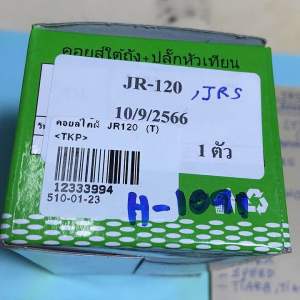 คอยส์ใต้ถัง+ปลั๊กหัวเทียน
JR-120 ,JRS
10/9/2566
คอยล์ใต้ถัง JR120 (T)
<TKP>
1 ตัว
12333994
510-01-23
H-1091